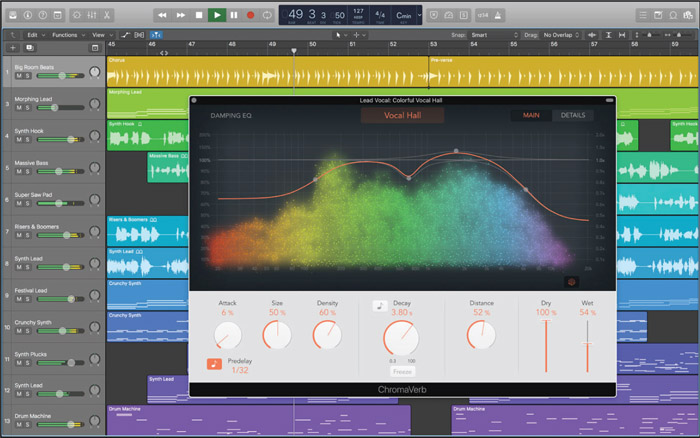 49 3 3 50 127 4/4 Cmin
Edit Functions View Snap: Smart Drag: No Overlap
45 46 47 48 49 50 51 52 53 54 55 56 57 58 59
1 Big Room Beats
M S
Chorus Pre-verse
3 Morphing Lead
M S
Morphing Lead
4 Synth Hook
M S
Synth Hook
Synth Hook
5 Massive Bass
M S
Massive Bass
6 Super Saw Pad
M S
7 Risers & Boomers
M S
Risers & Boomers
8 Synth Lead
M S
Synth Lead
9 Festival Lead
M S
Crunchy Synth
10 Crunchy Synth
M S
Crunchy Synth
11 Synth Plucks
M S
12 Synth Lead
M S
Synth Lead
13 Drum Machine
M S
Drum Machine
Drum Machine
Lead Vocal: Colorful Vocal Hall
DAMPING EQ Vocal Hall MAIN DETAILS
Attack Size Density Decay Distance Dry Wet
6 % 50 % 60 % 3.80 s 52 % 100 % 54 %
0.3 100
Predelay
1/32
Freeze
ChromaVerb